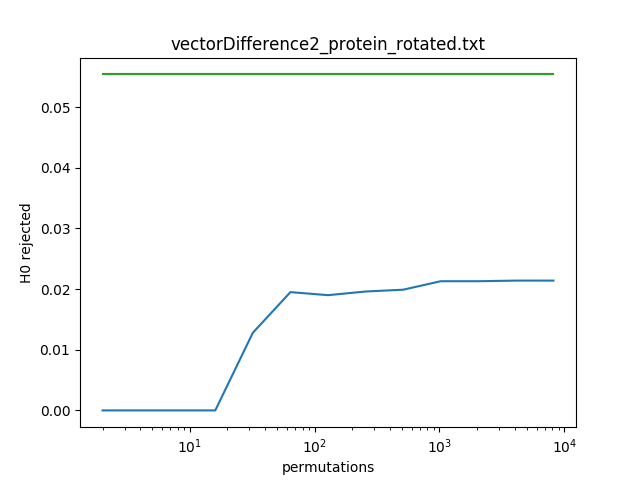 vectorDifference2_protein_rotated.txt
0.05
0.04
0.03
0.02
0.01
0.00
H0 rejected
10¹ 10² 10³ 10⁴
permutations